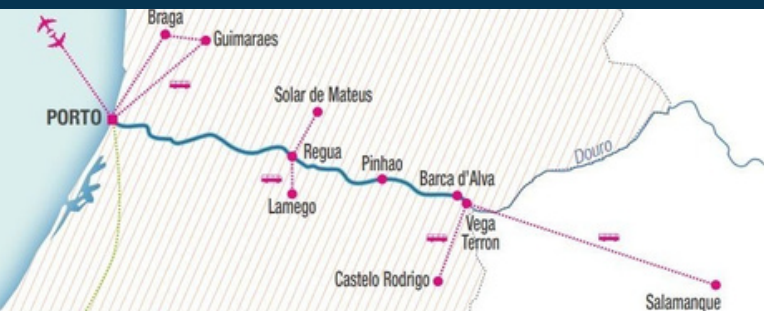 Braga
Guimaraes
Solar de Mateus
PORTO
Regua
Pinhao
Douro
Barca d'Alva
Lamego
Vega
Terron
Castelo Rodrigo
Salamanque